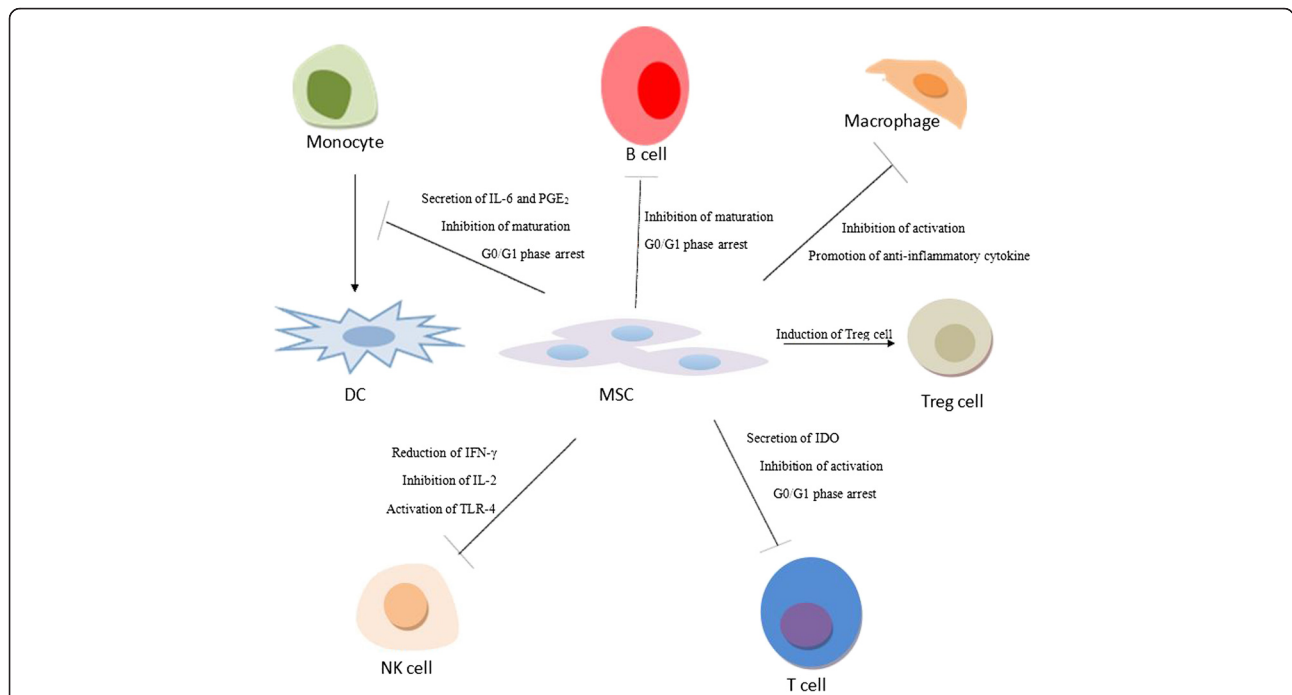 Monocyte
B cell
Macrophage
Secretion of IL-6 and PGE₂
Inhibition of maturation
G0/G1 phase arrest
Inhibition of maturation
G0/G1 phase arrest
Inhibition of activation
Promotion of anti-inflammatory cytokine
Induction of Treg cell
DC
MSC
Treg cell
Reduction of IFN-γ
Inhibition of IL-2
Activation of TLR-4
Secretion of IDO
Inhibition of activation
G0/G1 phase arrest
NK cell
T cell